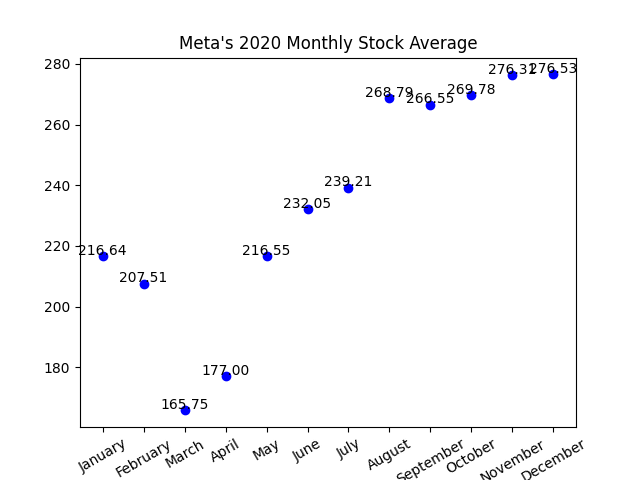 Meta's 2020 Monthly Stock Average
280
260
240
220
200
180
216.64
207.51
165.75
177.00
216.55
232.05
239.21
268.79
266.55
269.78
276.31
276.53
January
February
March
April
May
June
July
August
September
October
November
December